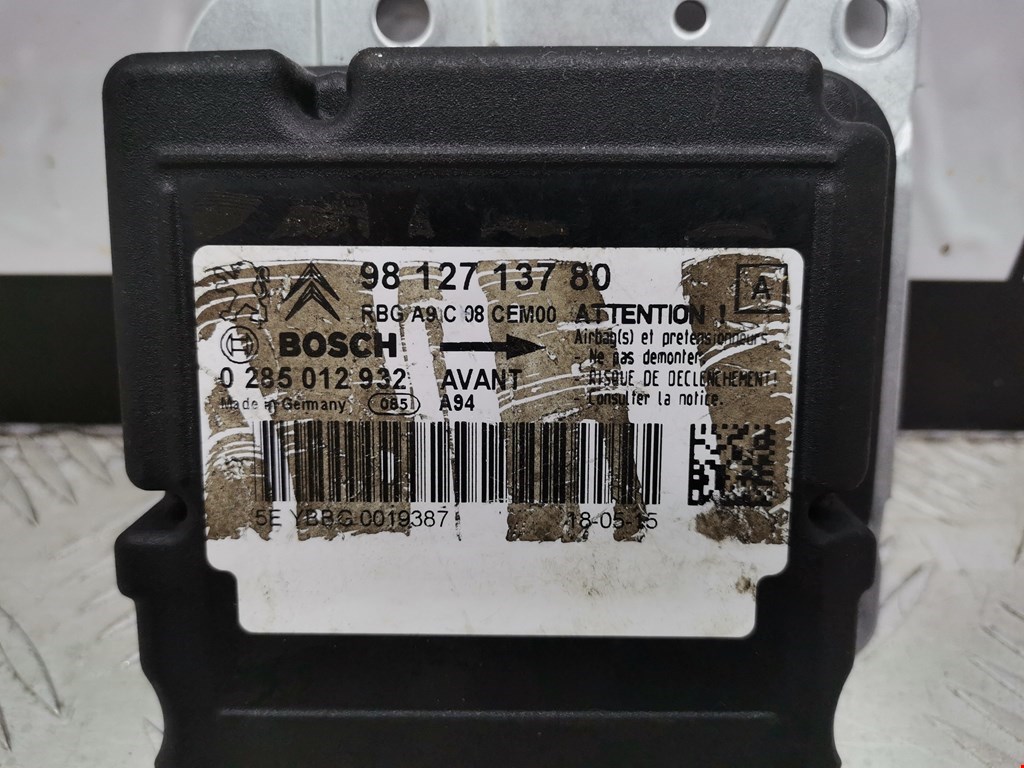 98 127 137 80
A
RBG A9 C 08 CEM00
ATTENTION !
Airbag(s) et pretensionneurs
BOSCH
- Ne pas demonter.
0 285 012 932
AVANT
- RISQUE DE DECLENCHEMENT!
Made in Germany
085
A94
Consulter la notice.
5E YBBG 0019387
18-05-15